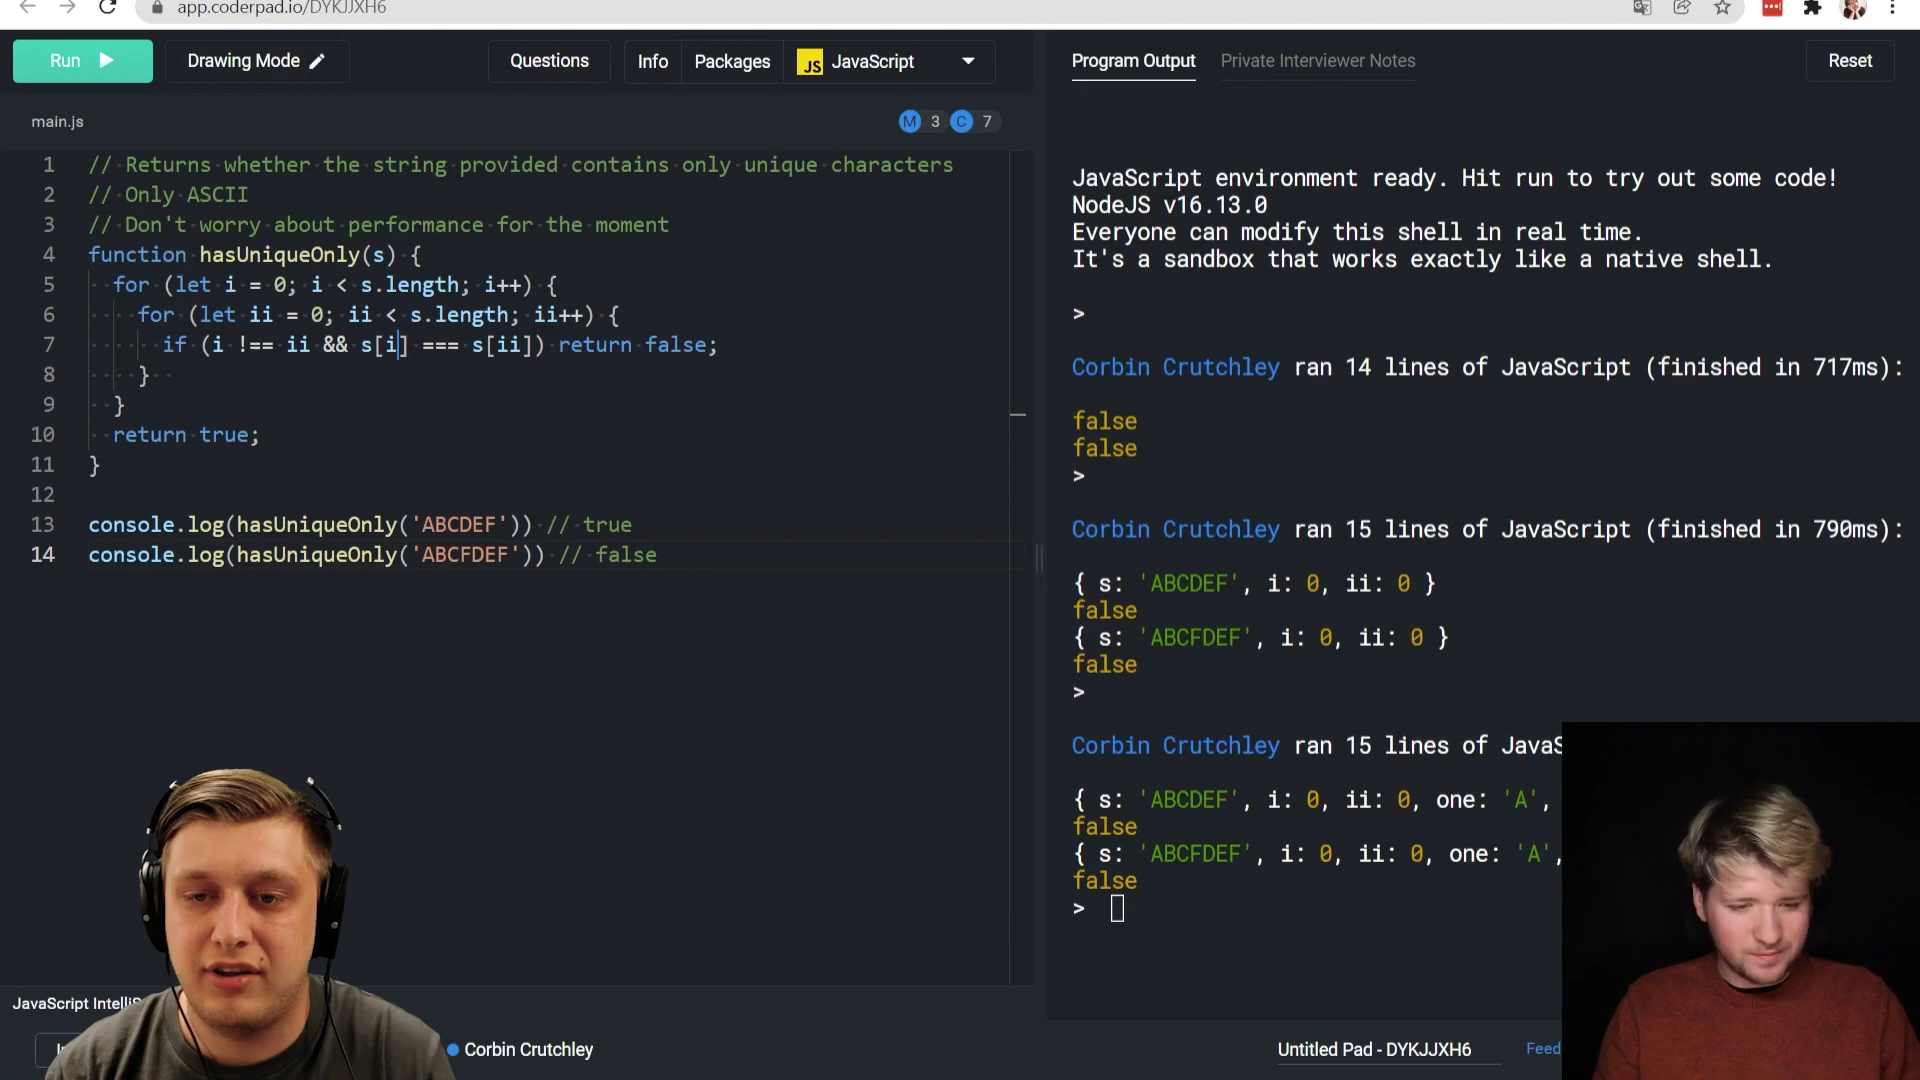 app.coderpad.io/DYKJJXH6
Run
Drawing Mode
Questions
Info
Packages
JS JavaScript
Program Output
Private Interviewer Notes
Reset
main.js
M 3 C 7
1 // Returns whether the string provided contains only unique characters
2 // Only ASCII
3 // Don't worry about performance for the moment
4 function hasUniqueOnly(s) {
5 for (let i = 0; i < s.length; i++) {
6 for (let ii = 0; ii < s.length; ii++) {
7 if (i !== ii && s[i] === s[ii]) return false;
8 }
9 }
10 return true;
11 }
12
13 console.log(hasUniqueOnly('ABCDEF')) // true
14 console.log(hasUniqueOnly('ABCFDEF')) // false
JavaScript environment ready. Hit run to try out some code!
NodeJS v16.13.0
Everyone can modify this shell in real time.
It's a sandbox that works exactly like a native shell.
>
Corbin Crutchley ran 14 lines of JavaScript (finished in 717ms):
false
false
>
Corbin Crutchley ran 15 lines of JavaScript (finished in 790ms):
{ s: 'ABCDEF', i: 0, ii: 0 }
false
{ s: 'ABCFDEF', i: 0, ii: 0 }
false
>
Corbin Crutchley ran 15 lines of JavaS
{ s: 'ABCDEF', i: 0, ii: 0, one: 'A',
false
{ s: 'ABCFDEF', i: 0, ii: 0, one: 'A',
false
>
JavaScript IntelliS
Corbin Crutchley
Untitled Pad - DYKJJXH6
Feed